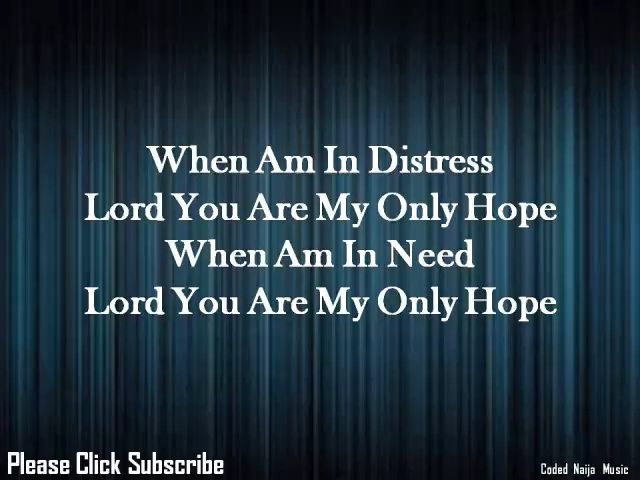 When Am In Distress
Lord You Are My Only Hope
When Am In Need
Lord You Are My Only Hope
Please Click Subscribe
Coded Naija Music